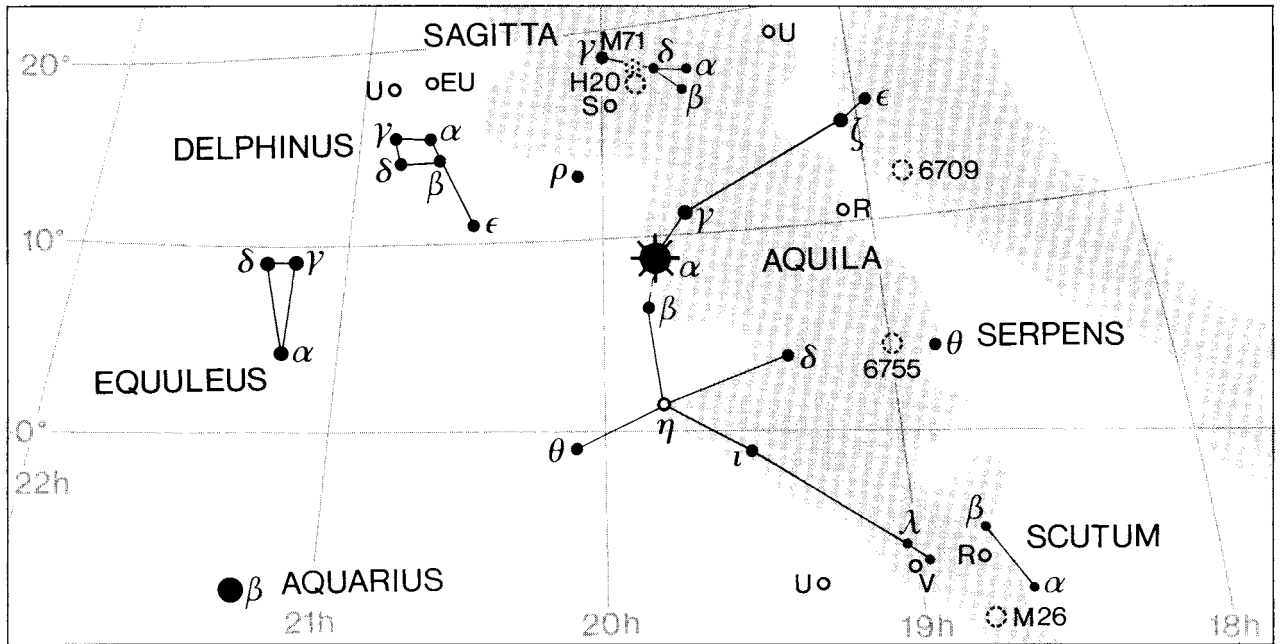 SAGITTA M71 U
20° γ δ α
H20 β
U EU S ε
DELPHINUS γ α ζ
δ β ρ 6709
ε γ R
10° δ γ α AQUILA
β
α δ θ SERPENS
EQUULEUS 6755
η
0° θ ι
22h
λ β SCUTUM
R
β AQUARIUS U V α
M26
21h 20h 19h 18h